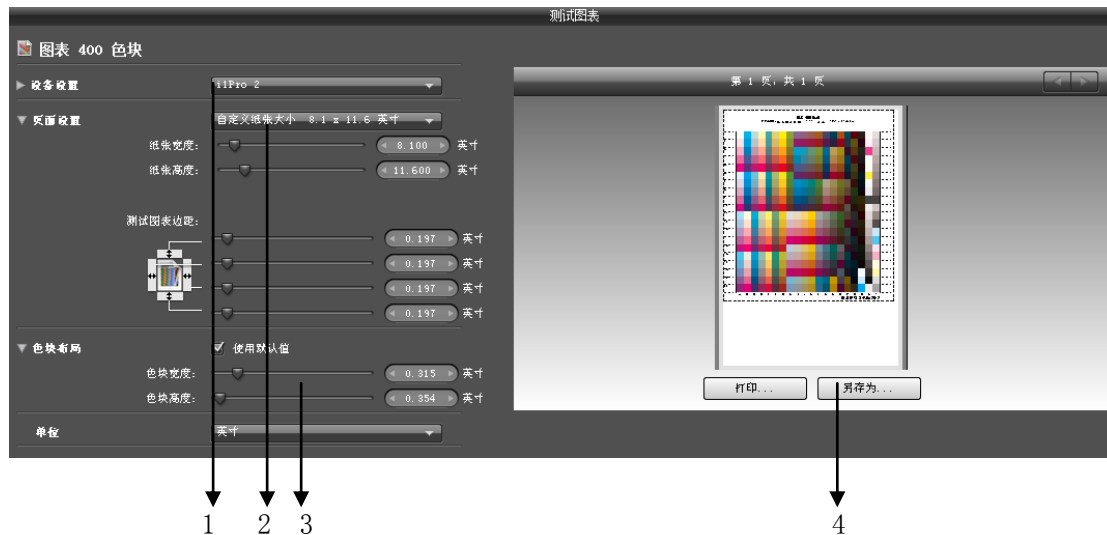 测试图表
图表 400 色块
设备设置
i1Pro 2
页面设置
自定义纸张大小 8.1 x 11.6 英寸
纸张宽度:
8.100 英寸
纸张高度:
11.600 英寸
测试图表边距:
0.197 英寸
0.197 英寸
0.197 英寸
0.197 英寸
色块布局
使用默认值
色块宽度:
0.315 英寸
色块高度:
0.354 英寸
单位
英寸
第 1 页, 共 1 页
打印...
另存为...
1
2
3
4